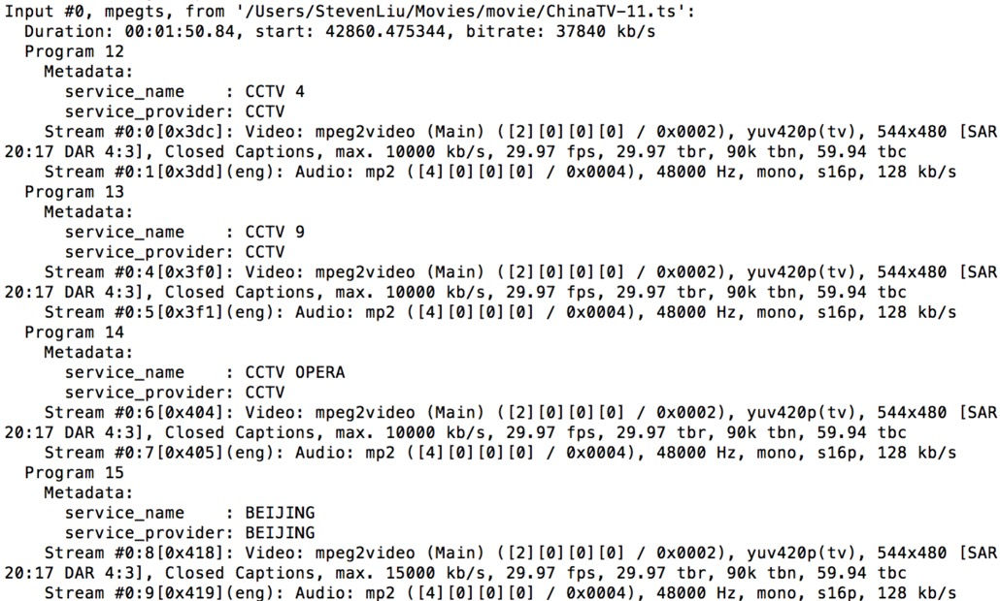 Input #0, mpegts, from '/Users/StevenLiu/Movies/movie/ChinaTV-11.ts':
  Duration: 00:01:50.84, start: 42860.475344, bitrate: 37840 kb/s
  Program 12
    Metadata:
      service_name    : CCTV 4
      service_provider: CCTV
    Stream #0:0[0x3dc]: Video: mpeg2video (Main) ([2][0][0][0] / 0x0002), yuv420p(tv), 544x480 [SAR
20:17 DAR 4:3], Closed Captions, max. 10000 kb/s, 29.97 fps, 29.97 tbr, 90k tbn, 59.94 tbc
    Stream #0:1[0x3dd](eng): Audio: mp2 ([4][0][0][0] / 0x0004), 48000 Hz, mono, s16p, 128 kb/s
  Program 13
    Metadata:
      service_name    : CCTV 9
      service_provider: CCTV
    Stream #0:4[0x3f0]: Video: mpeg2video (Main) ([2][0][0][0] / 0x0002), yuv420p(tv), 544x480 [SAR
20:17 DAR 4:3], Closed Captions, max. 10000 kb/s, 29.97 fps, 29.97 tbr, 90k tbn, 59.94 tbc
    Stream #0:5[0x3f1](eng): Audio: mp2 ([4][0][0][0] / 0x0004), 48000 Hz, mono, s16p, 128 kb/s
  Program 14
    Metadata:
      service_name    : CCTV OPERA
      service_provider: CCTV
    Stream #0:6[0x404]: Video: mpeg2video (Main) ([2][0][0][0] / 0x0002), yuv420p(tv), 544x480 [SAR
20:17 DAR 4:3], Closed Captions, max. 10000 kb/s, 29.97 fps, 29.97 tbr, 90k tbn, 59.94 tbc
    Stream #0:7[0x405](eng): Audio: mp2 ([4][0][0][0] / 0x0004), 48000 Hz, mono, s16p, 128 kb/s
  Program 15
    Metadata:
      service_name    : BEIJING
      service_provider: BEIJING
    Stream #0:8[0x418]: Video: mpeg2video (Main) ([2][0][0][0] / 0x0002), yuv420p(tv), 544x480 [SAR
20:17 DAR 4:3], Closed Captions, max. 15000 kb/s, 29.97 fps, 29.97 tbr, 90k tbn, 59.94 tbc
    Stream #0:9[0x419](eng): Audio: mp2 ([4][0][0][0] / 0x0004), 48000 Hz, mono, s16p, 128 kb/s